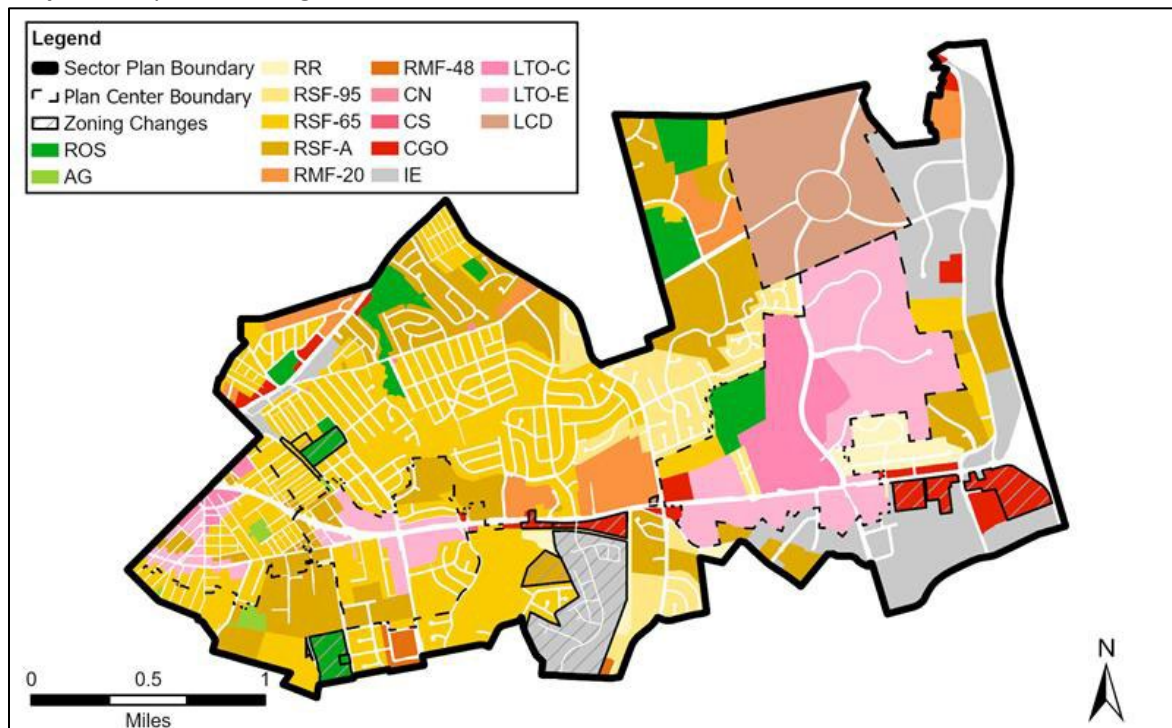 Legend
Sector Plan Boundary
Plan Center Boundary
Zoning Changes
ROS
AG
RR
RSF-95
RSF-65
RSF-A
RMF-20
RMF-48
CN
CS
CGO
IE
LTO-C
LTO-E
LCD
0 0.5 1
Miles
N